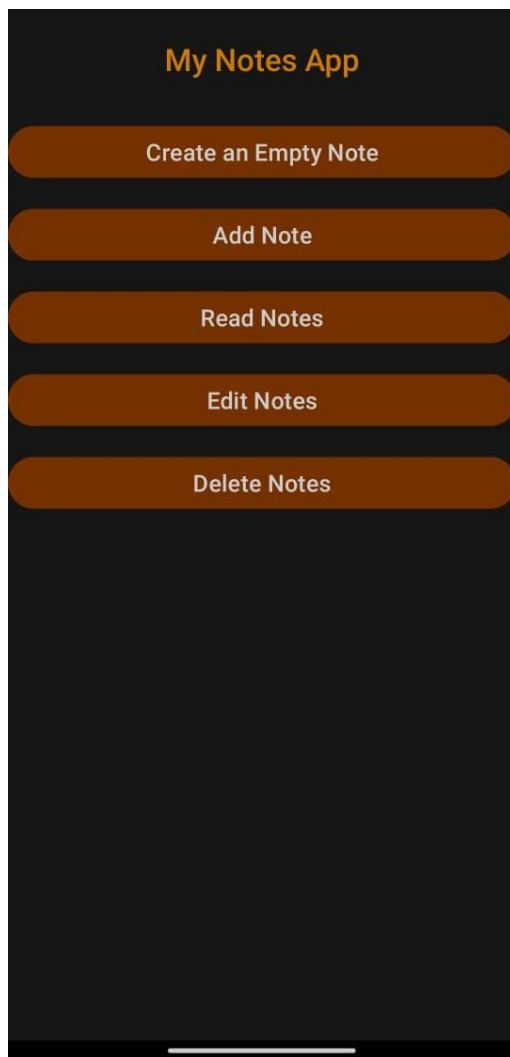 My Notes App
Create an Empty Note
Add Note
Read Notes
Edit Notes
Delete Notes